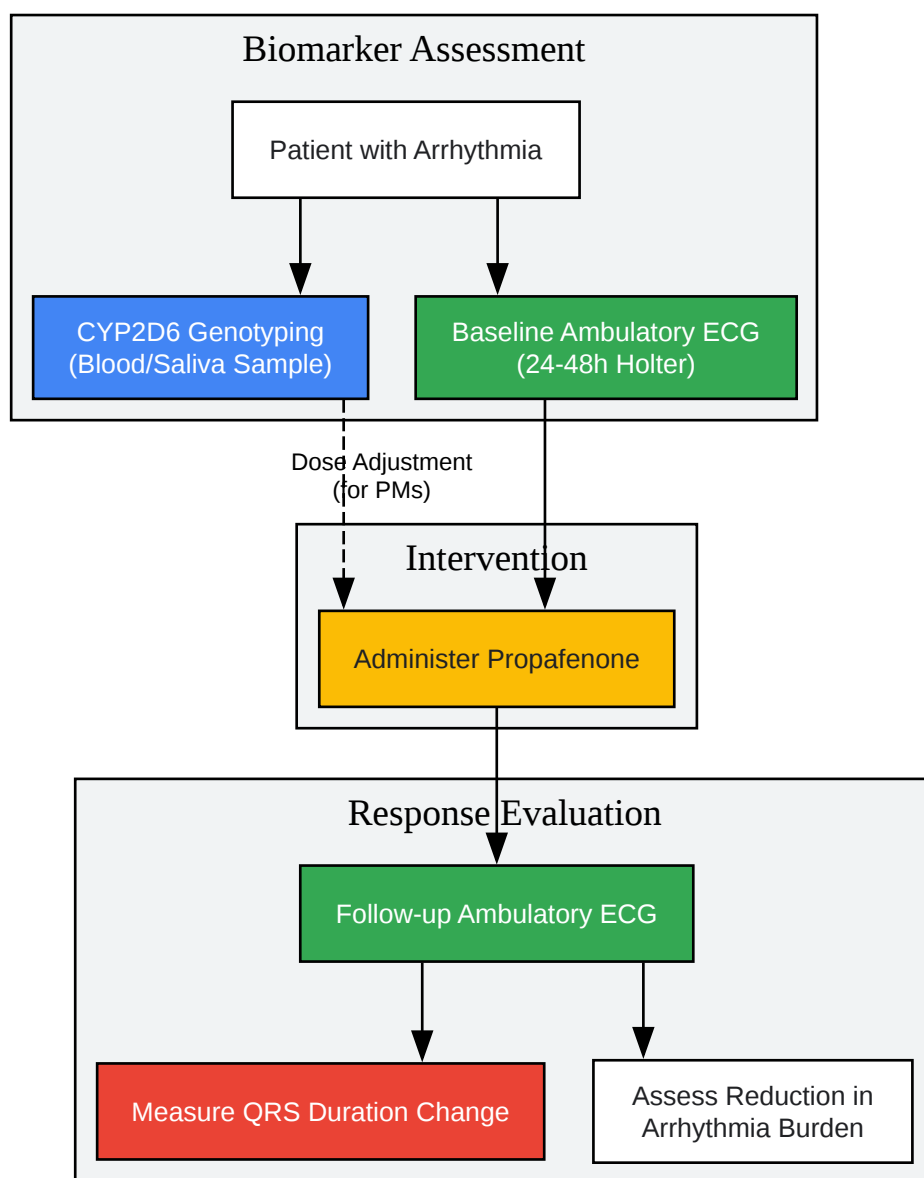 Biomarker Assessment
Patient with Arrhythmia
CYP2D6 Genotyping
(Blood/Saliva Sample)
Baseline Ambulatory ECG
(24-48h Holter)
Dose Adjustment
(for PMs)
Intervention
Administer Propafenone
Response Evaluation
Follow-up Ambulatory ECG
Measure QRS Duration Change
Assess Reduction in
Arrhythmia Burden